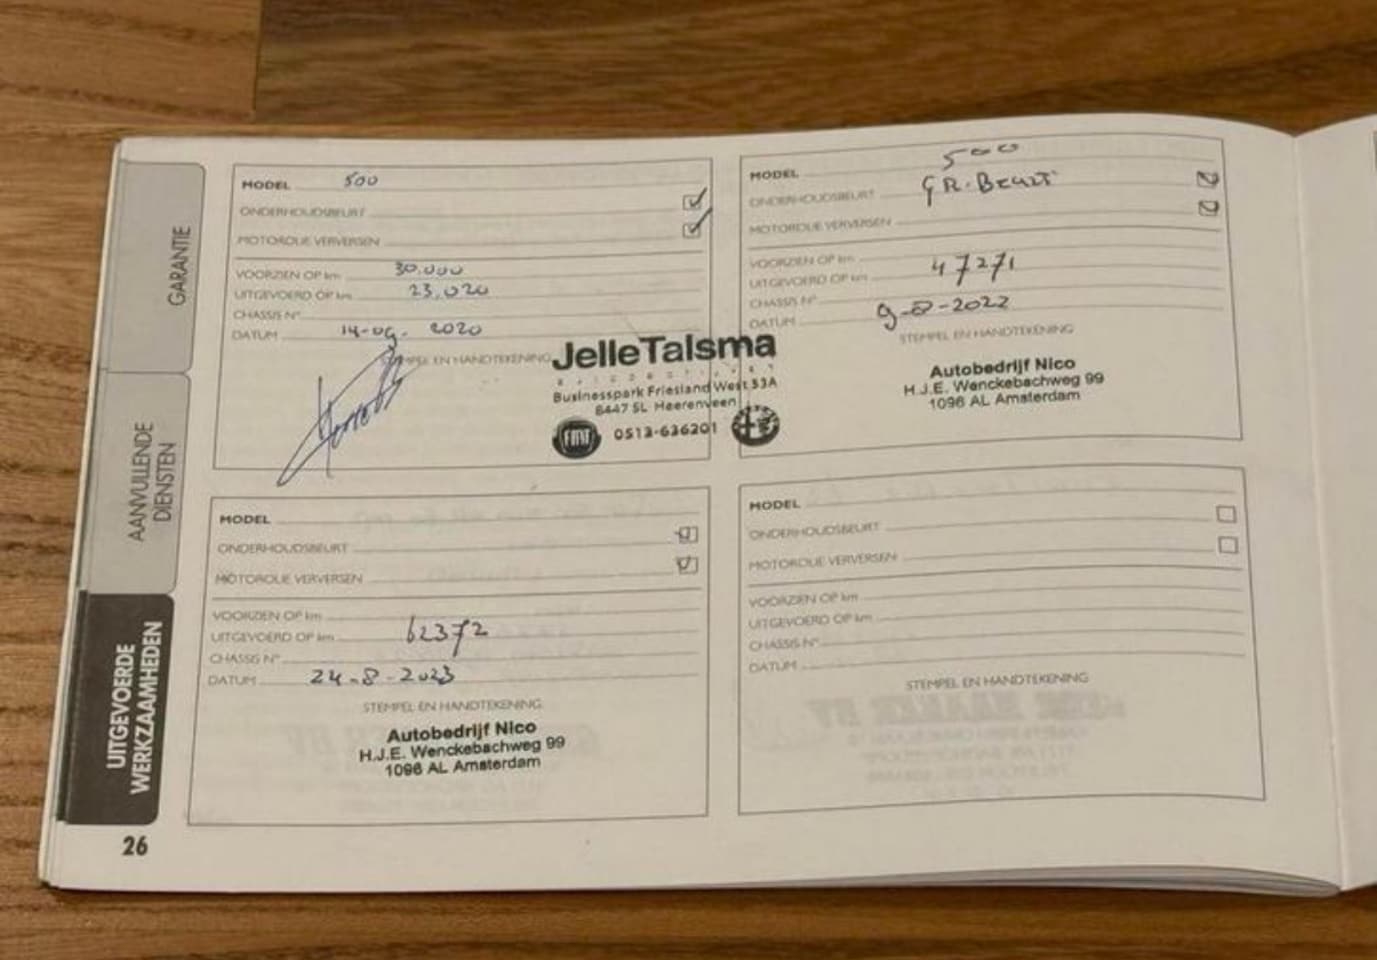 GARANTIE
AANVULLENDE
DIENSTEN
UITGEVOERDE
WERKZAAMHEDEN
26
MODEL 500
ONDERHOUDSBEURT
MOTOROLIE VERVERSEN
VOORZIEN OP km 30.000
UITGEVOERD OP km 23.020
CHASSIS N°
DATUM 14-09-2020
STEMPEL EN HANDTEKENING
JelleTalsma
Businesspark Friesland West 53A
8447 SL Heerenveen
FIAT 0513-636201
MODEL 500
ONDERHOUDSBEURT GR. BEURT
MOTOROLIE VERVERSEN
VOORZIEN OP km
UITGEVOERD OP km 47271
CHASSIS N°
DATUM 9-8-2022
STEMPEL EN HANDTEKENING
Autobedrijf Nico
H.J.E. Wenckebachweg 99
1096 AL Amsterdam
MODEL
ONDERHOUDSBEURT
MOTOROLIE VERVERSEN
VOORZIEN OP km
UITGEVOERD OP km 62372
CHASSIS N°
DATUM 24-8-2023
STEMPEL EN HANDTEKENING
Autobedrijf Nico
H.J.E. Wenckebachweg 99
1096 AL Amsterdam
MODEL
ONDERHOUDSBEURT
MOTOROLIE VERVERSEN
VOORZIEN OP km
UITGEVOERD OP km
CHASSIS N°
DATUM
STEMPEL EN HANDTEKENING